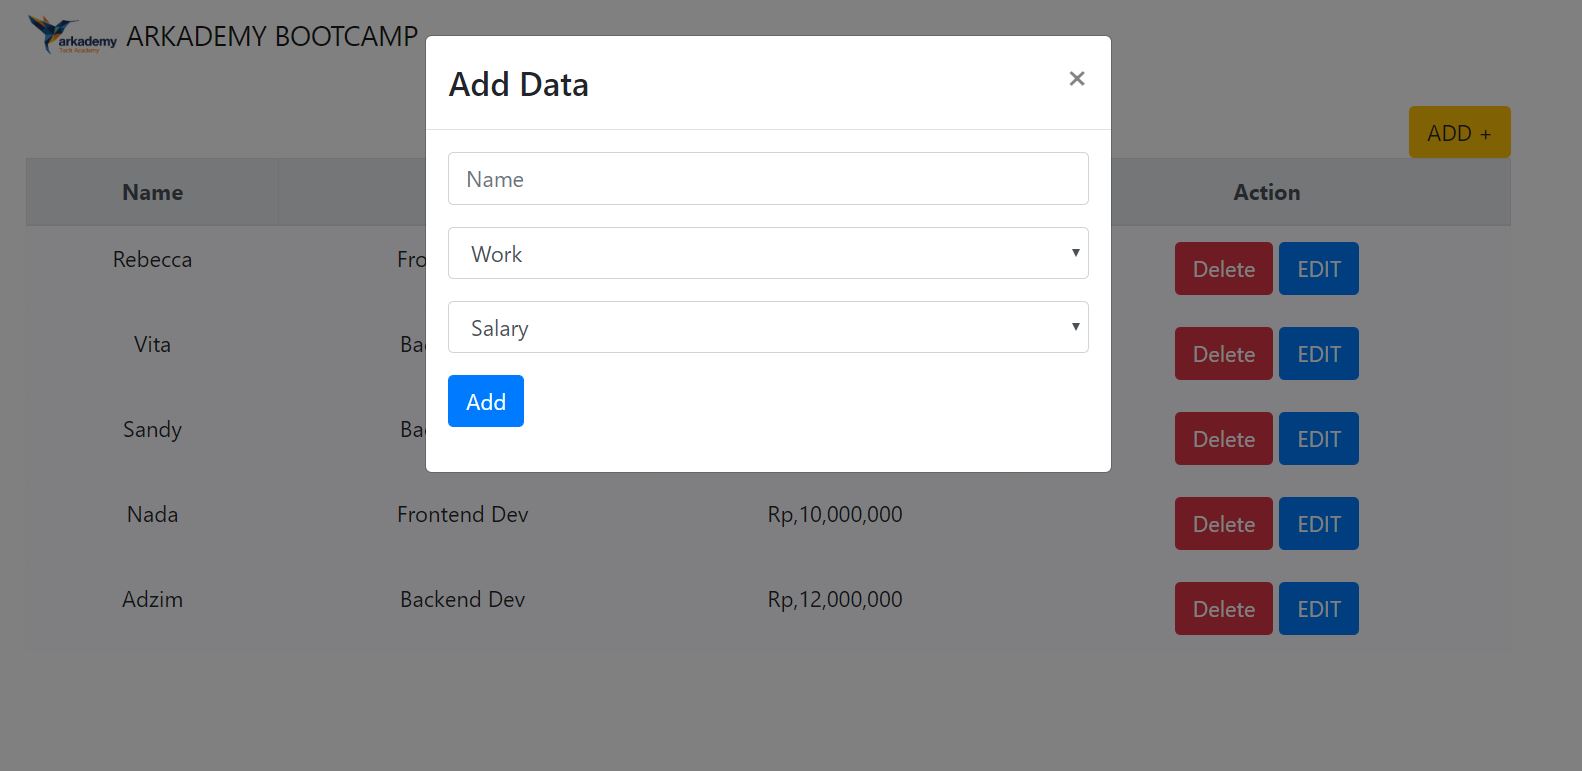 arkademy
Tech Academy
ARKADEMY BOOTCAMP
Add Data ×
ADD +
Name
Work
Salary
Add
Name Action
Rebecca Fro Delete EDIT
Vita Bac Delete EDIT
Sandy Bac Delete EDIT
Nada Frontend Dev Rp,10,000,000 Delete EDIT
Adzim Backend Dev Rp,12,000,000 Delete EDIT